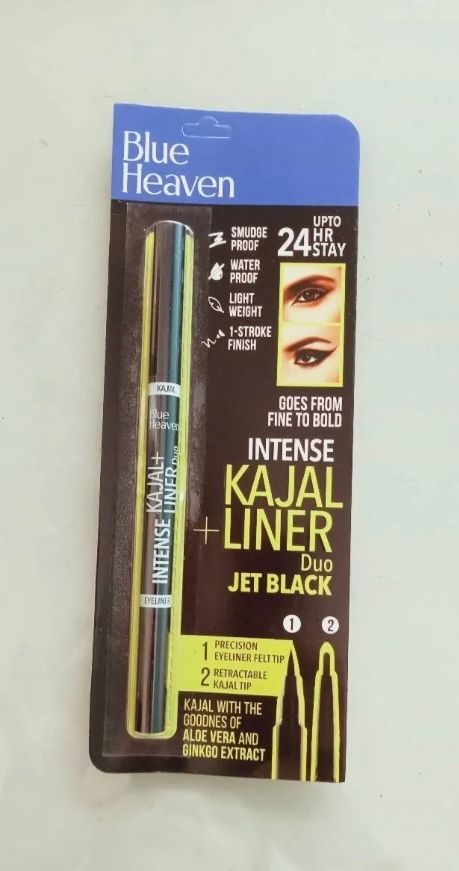 Blue
Heaven
SMUDGE
PROOF
WATER
PROOF
LIGHT
WEIGHT
1-STROKE
FINISH
UPTO
24 HR
STAY
GOES FROM
FINE TO BOLD
INTENSE
KAJAL
+LINER
Duo
JET BLACK
1 2
1 PRECISION
EYELINER FELT TIP
2 RETRACTABLE
KAJAL TIP
KAJAL WITH THE
GOODNES OF
ALOE VERA AND
GINKGO EXTRACT
KAJAL
Blue
Heaven
INTENSE KAJAL+
LINER Duo
EYELINER